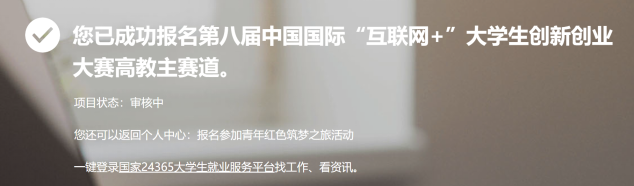 您已成功报名第八届中国国际“互联网+”大学生创新创业
大赛高教主赛道。
项目状态：审核中
您还可以返回个人中心：报名参加青年红色筑梦之旅活动
一键登录国家24365大学生就业服务平台找工作、看资讯。